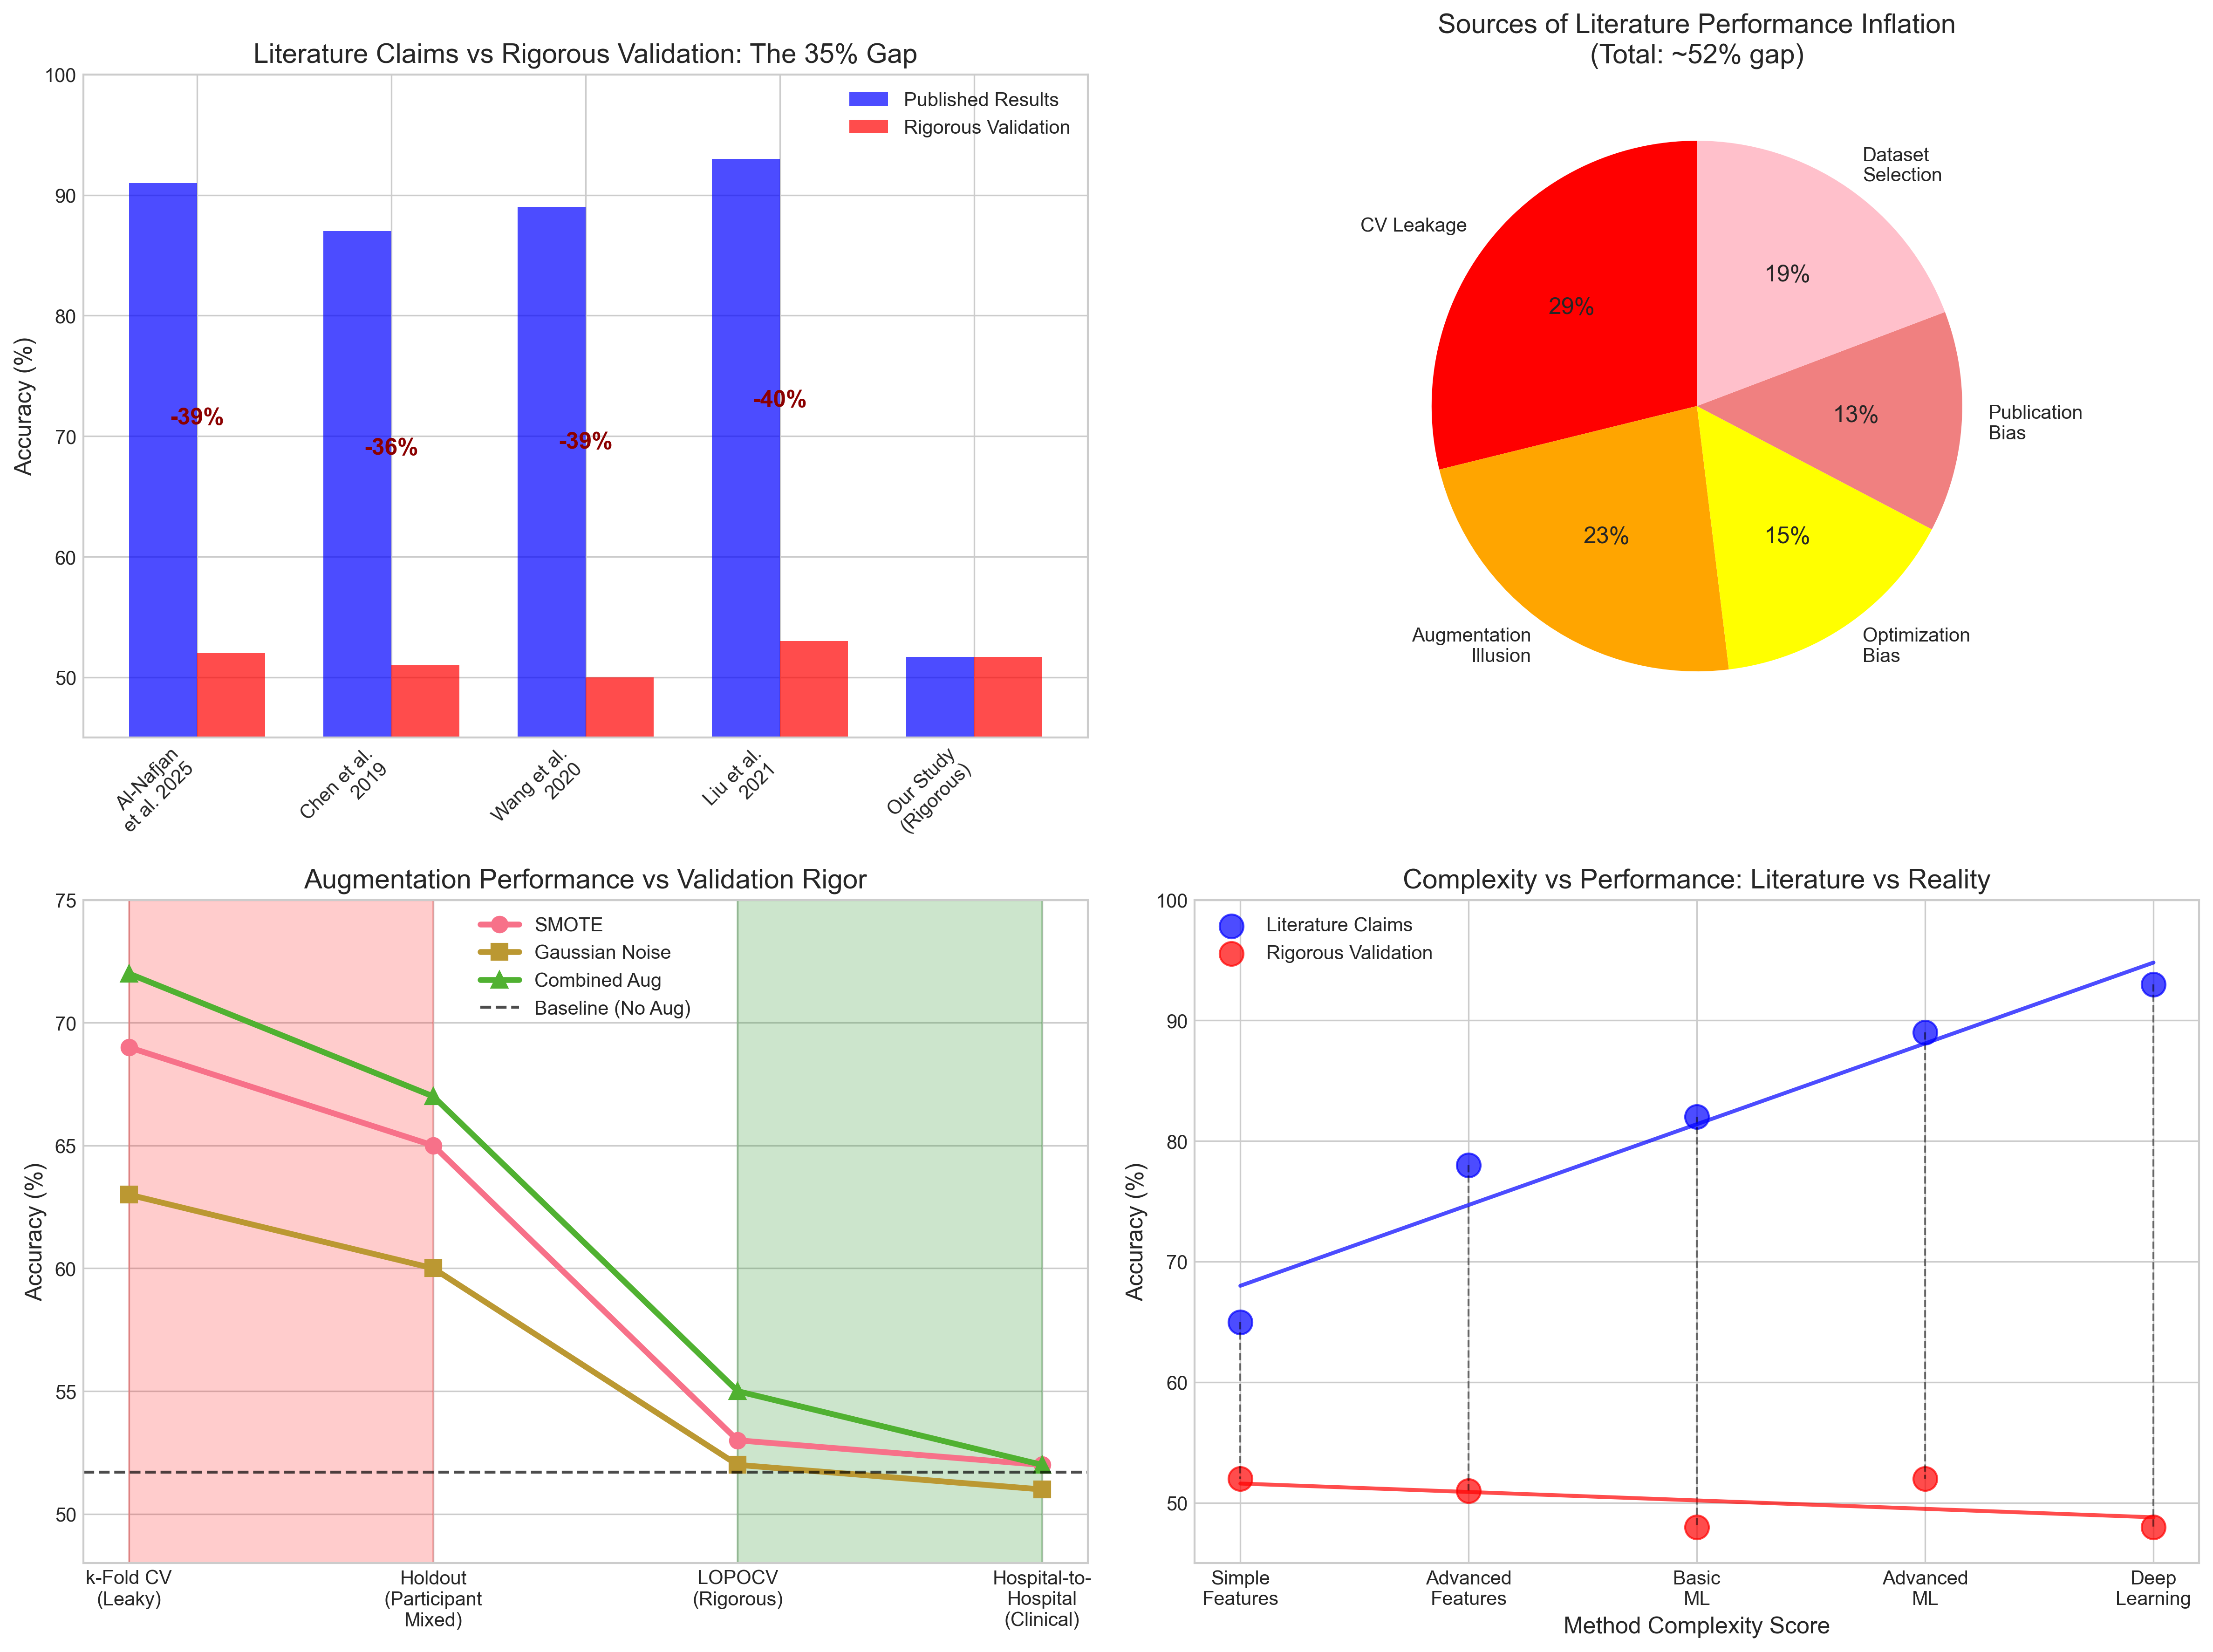 Literature Claims vs Rigorous Validation: The 35% Gap
Accuracy (%)
100
90
80
70
60
50
Published Results
Rigorous Validation
-39%
-36%
-39%
-40%
Al-Nafjan
et al. 2025
Chen et al.
2019
Wang et al.
2020
Liu et al.
2021
Our Study
(Rigorous)
Sources of Literature Performance Inflation
(Total: ~52% gap)
Dataset
Selection
CV Leakage
19%
29%
13%
Publication
Bias
23%
15%
Augmentation
Illusion
Optimization
Bias
Augmentation Performance vs Validation Rigor
Accuracy (%)
75
70
65
60
55
50
SMOTE
Gaussian Noise
Combined Aug
Baseline (No Aug)
k-Fold CV
(Leaky)
Holdout
(Participant
Mixed)
LOPOCV
(Rigorous)
Hospital-to-
Hospital
(Clinical)
Complexity vs Performance: Literature vs Reality
Accuracy (%)
100
90
80
70
60
50
Literature Claims
Rigorous Validation
Simple
Features
Advanced
Features
Basic
ML
Advanced
ML
Deep
Learning
Method Complexity Score